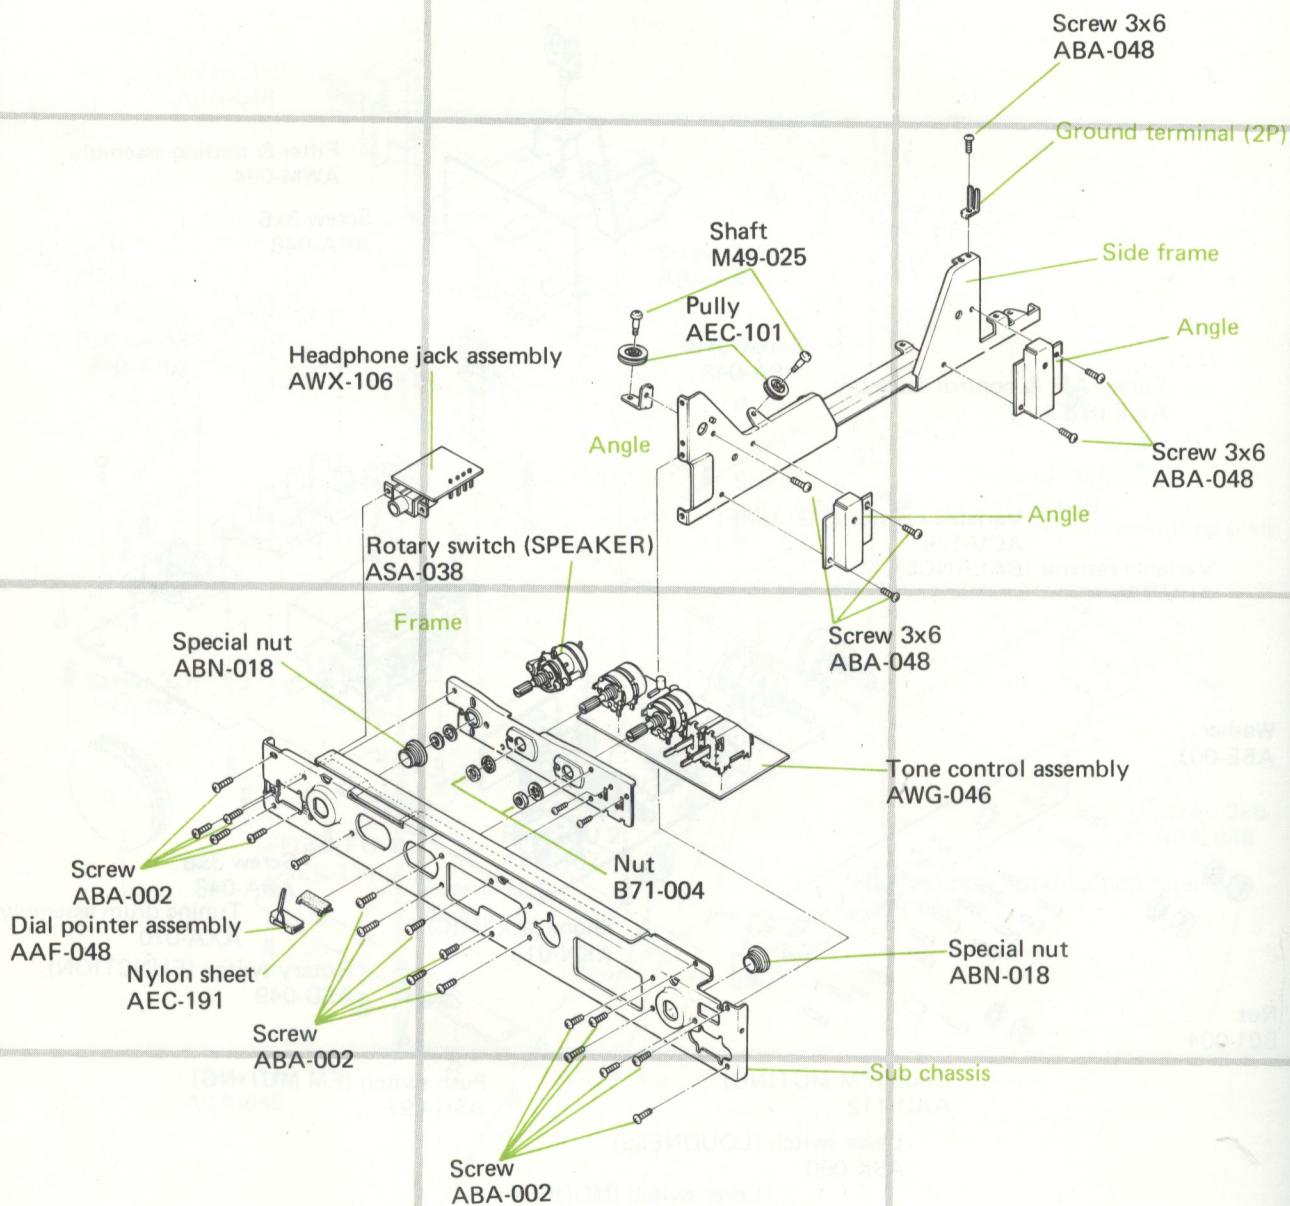 Screw 3x6
ABA-048
Ground terminal (2P)
Side frame
Shaft
M49-025
Pully
AEC-101
Angle
Headphone jack assembly
AWX-106
Angle
Screw 3x6
ABA-048
Angle
Rotary switch (SPEAKER)
ASA-038
Frame
Special nut
ABN-018
Screw 3x6
ABA-048
Tone control assembly
AWG-046
Nut
B71-004
Screw
ABA-002
Dial pointer assembly
AAF-048
Nylon sheet
AEC-191
Special nut
ABN-018
Screw
ABA-002
Sub chassis
Screw
ABA-002